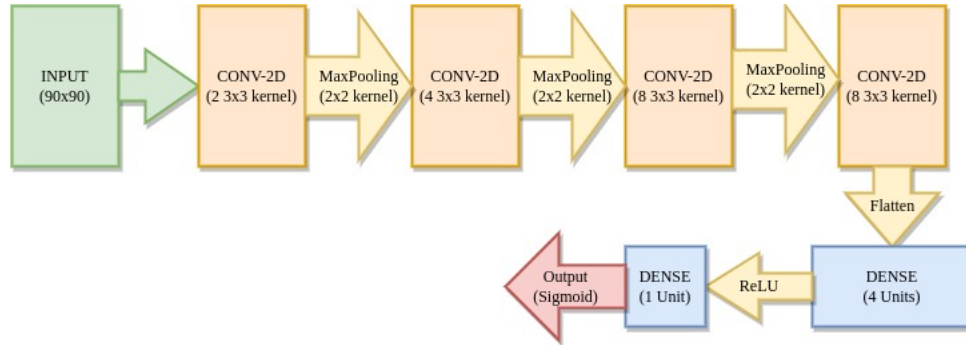 INPUT
(90x90)
CONV-2D
(2 3x3 kernel)
MaxPooling
(2x2 kernel)
CONV-2D
(4 3x3 kernel)
MaxPooling
(2x2 kernel)
CONV-2D
(8 3x3 kernel)
MaxPooling
(2x2 kernel)
CONV-2D
(8 3x3 kernel)
Flatten
DENSE
(4 Units)
ReLU
DENSE
(1 Unit)
Output
(Sigmoid)